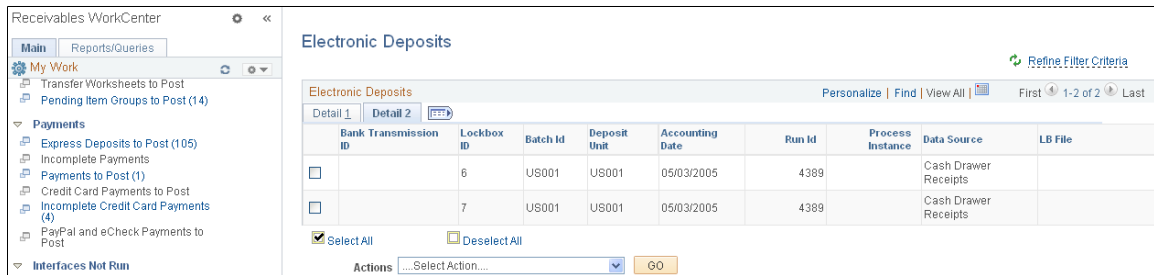 Receivables WorkCenter
«
Main Reports/Queries
My Work
Transfer Worksheets to Post
Pending Item Groups to Post (14)
Payments
Express Deposits to Post (105)
Incomplete Payments
Payments to Post (1)
Credit Card Payments to Post
Incomplete Credit Card Payments
(4)
PayPal and eCheck Payments to
Post
Interfaces Not Run
Electronic Deposits
Refine Filter Criteria
Electronic Deposits Personalize | Find | View All | First 1-2 of 2 Last
Detail 1 Detail 2
Bank Transmission ID Lockbox ID Batch Id Deposit Unit Accounting Date Run Id Process Instance Data Source LB File
6 US001 US001 05/03/2005 4389 Cash Drawer Receipts
7 US001 US001 05/03/2005 4389 Cash Drawer Receipts
Select All Deselect All
Actions ....Select Action.... GO